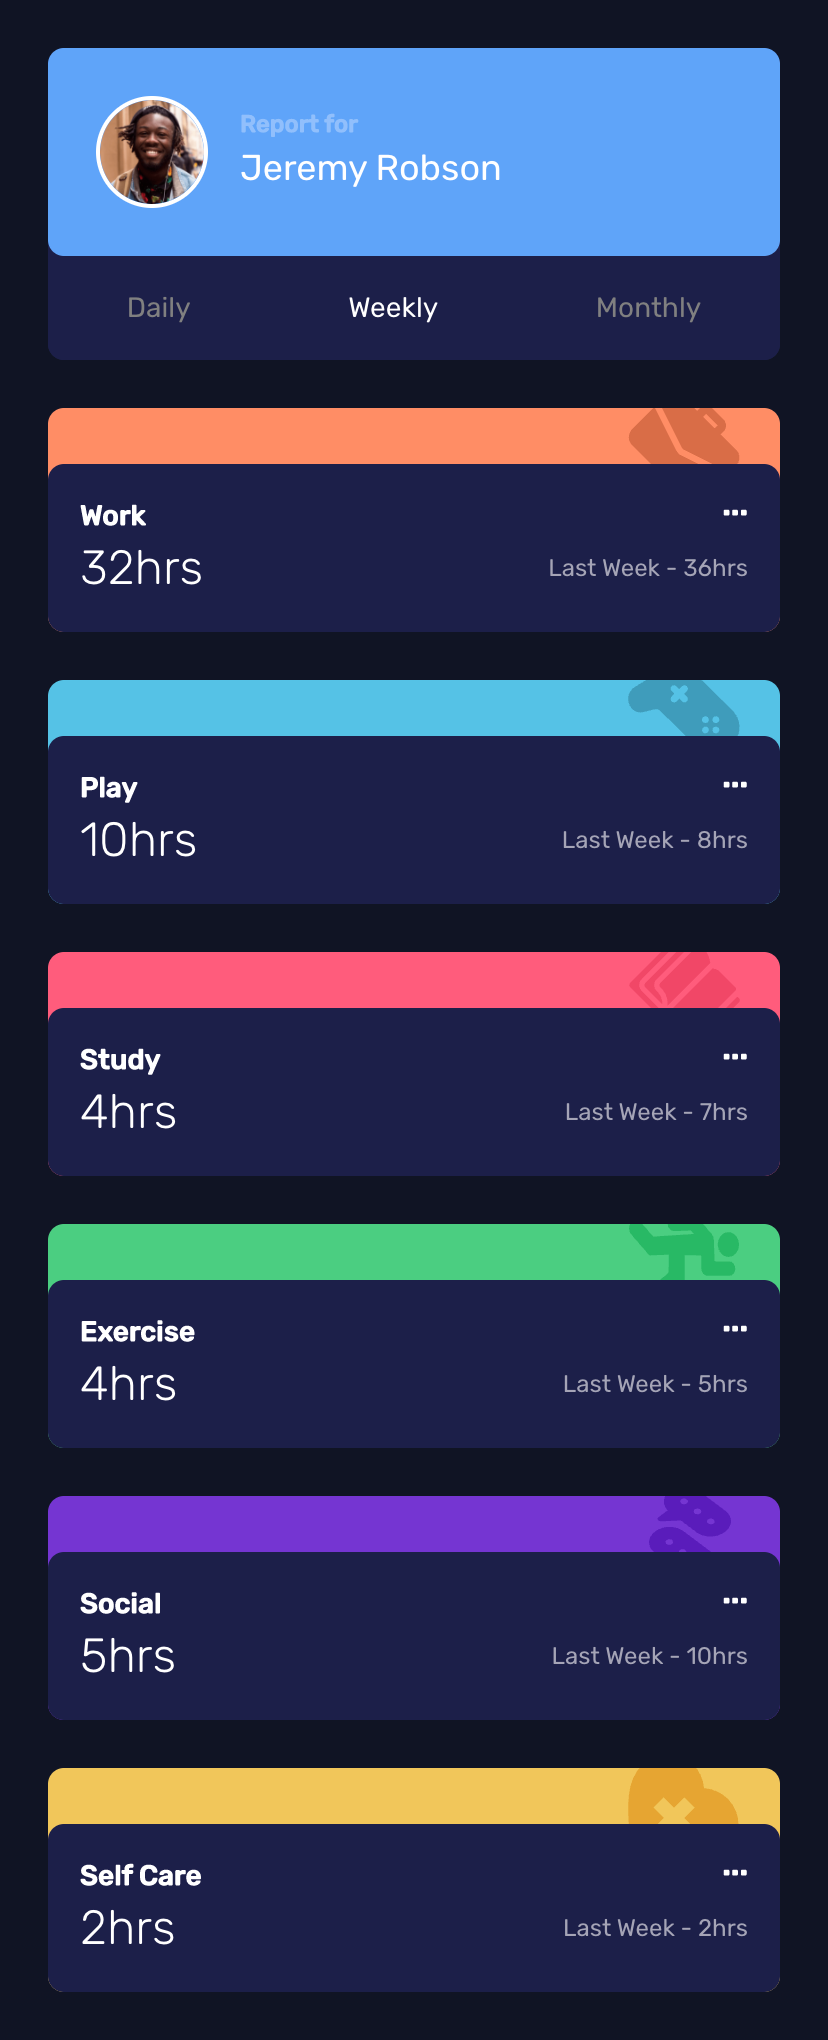 Report for
Jeremy Robson
Daily Weekly Monthly
Work
32hrs Last Week - 36hrs
Play
10hrs Last Week - 8hrs
Study
4hrs Last Week - 7hrs
Exercise
4hrs Last Week - 5hrs
Social
5hrs Last Week - 10hrs
Self Care
2hrs Last Week - 2hrs